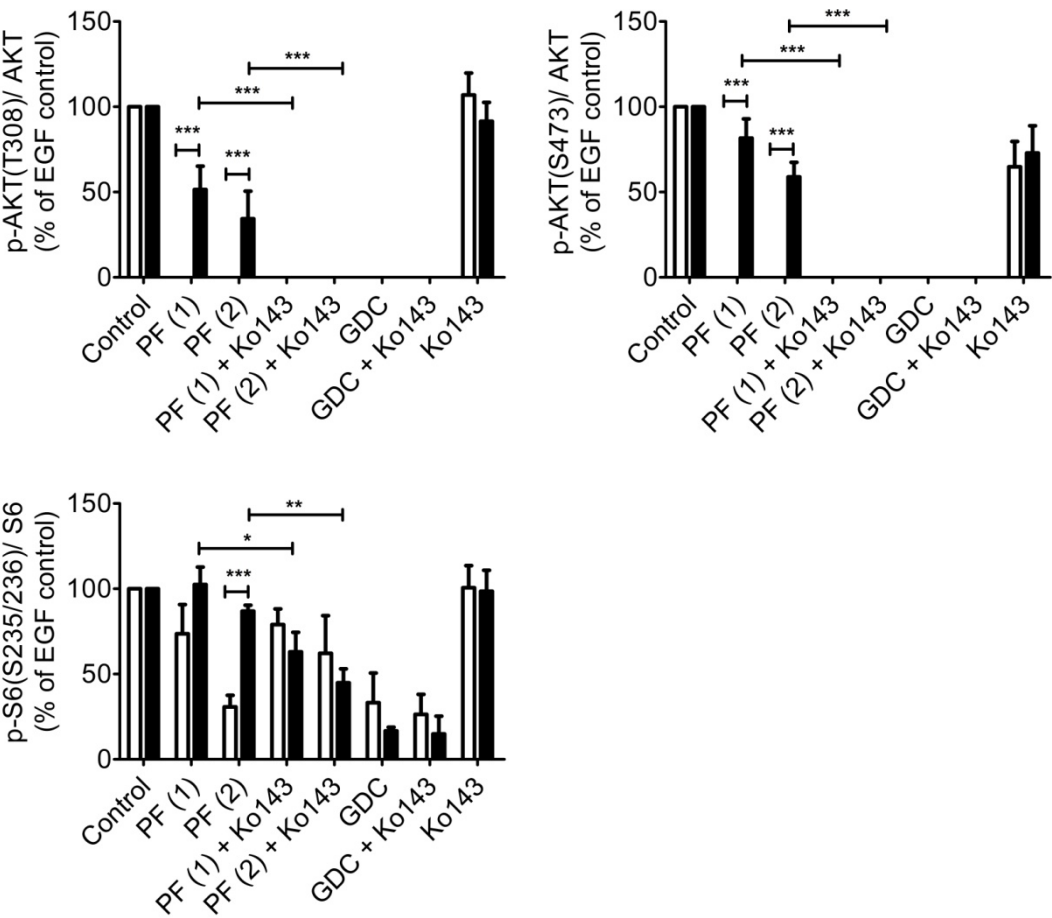 p-AKT(T308)/ AKT
(% of EGF control)
150
100
50
0
***
***
***
***
Control
PF (1)
PF (2)
PF (1) + Ko143
PF (2) + Ko143
GDC
GDC + Ko143
Ko143
p-AKT(S473)/ AKT
(% of EGF control)
150
100
50
0
***
***
***
***
Control
PF (1)
PF (2)
PF (1) + Ko143
PF (2) + Ko143
GDC
GDC + Ko143
Ko143
p-S6(S235/236)/ S6
(% of EGF control)
150
100
50
0
**
*
***
Control
PF (1)
PF (2)
PF (1) + Ko143
PF (2) + Ko143
GDC
GDC + Ko143
Ko143